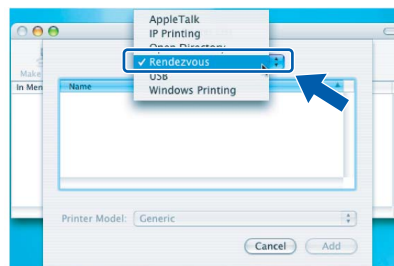 AppleTalk
IP Printing
Open Directory
✓ Rendezvous
USB
Windows Printing
Make
In Men
Name
Printer Model: Generic
Cancel Add